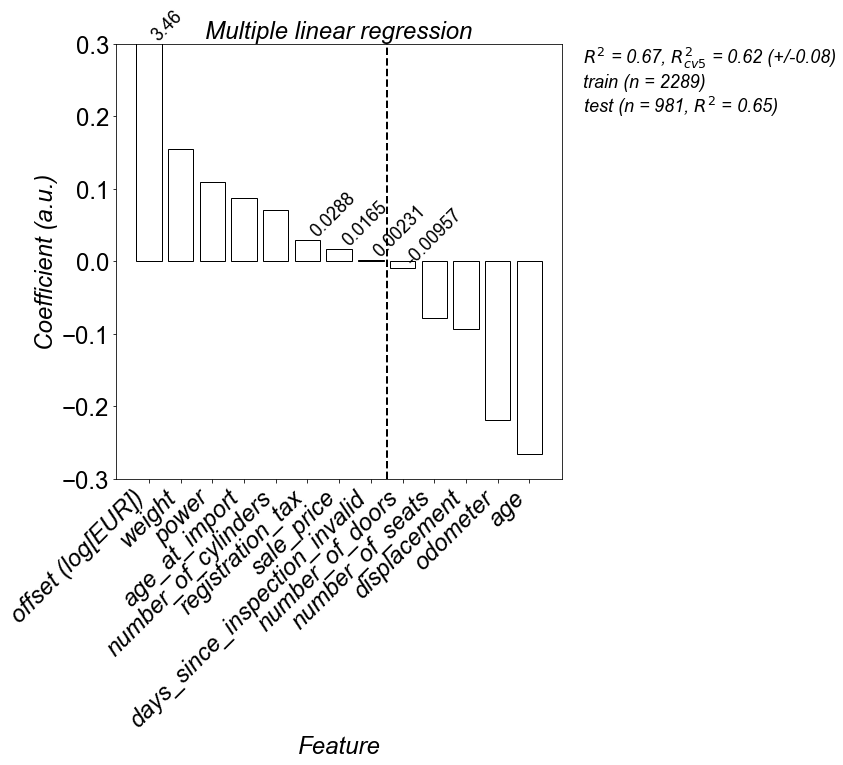 Multiple linear regression
R² = 0.67, R²cv5 = 0.62 (+/-0.08)
train (n = 2289)
test (n = 981, R² = 0.65)
Coefficient (a.u.)
0.3
0.2
0.1
0.0
−0.1
−0.2
−0.3
3.46
0.0288
0.0165
0.00231
-0.00957
offset (log[EUR])
weight
power
age_at_import
number_of_cylinders
registration_tax
sale_price
days_since_inspection_invalid
number_of_doors
number_of_seats
displacement
odometer
age
Feature